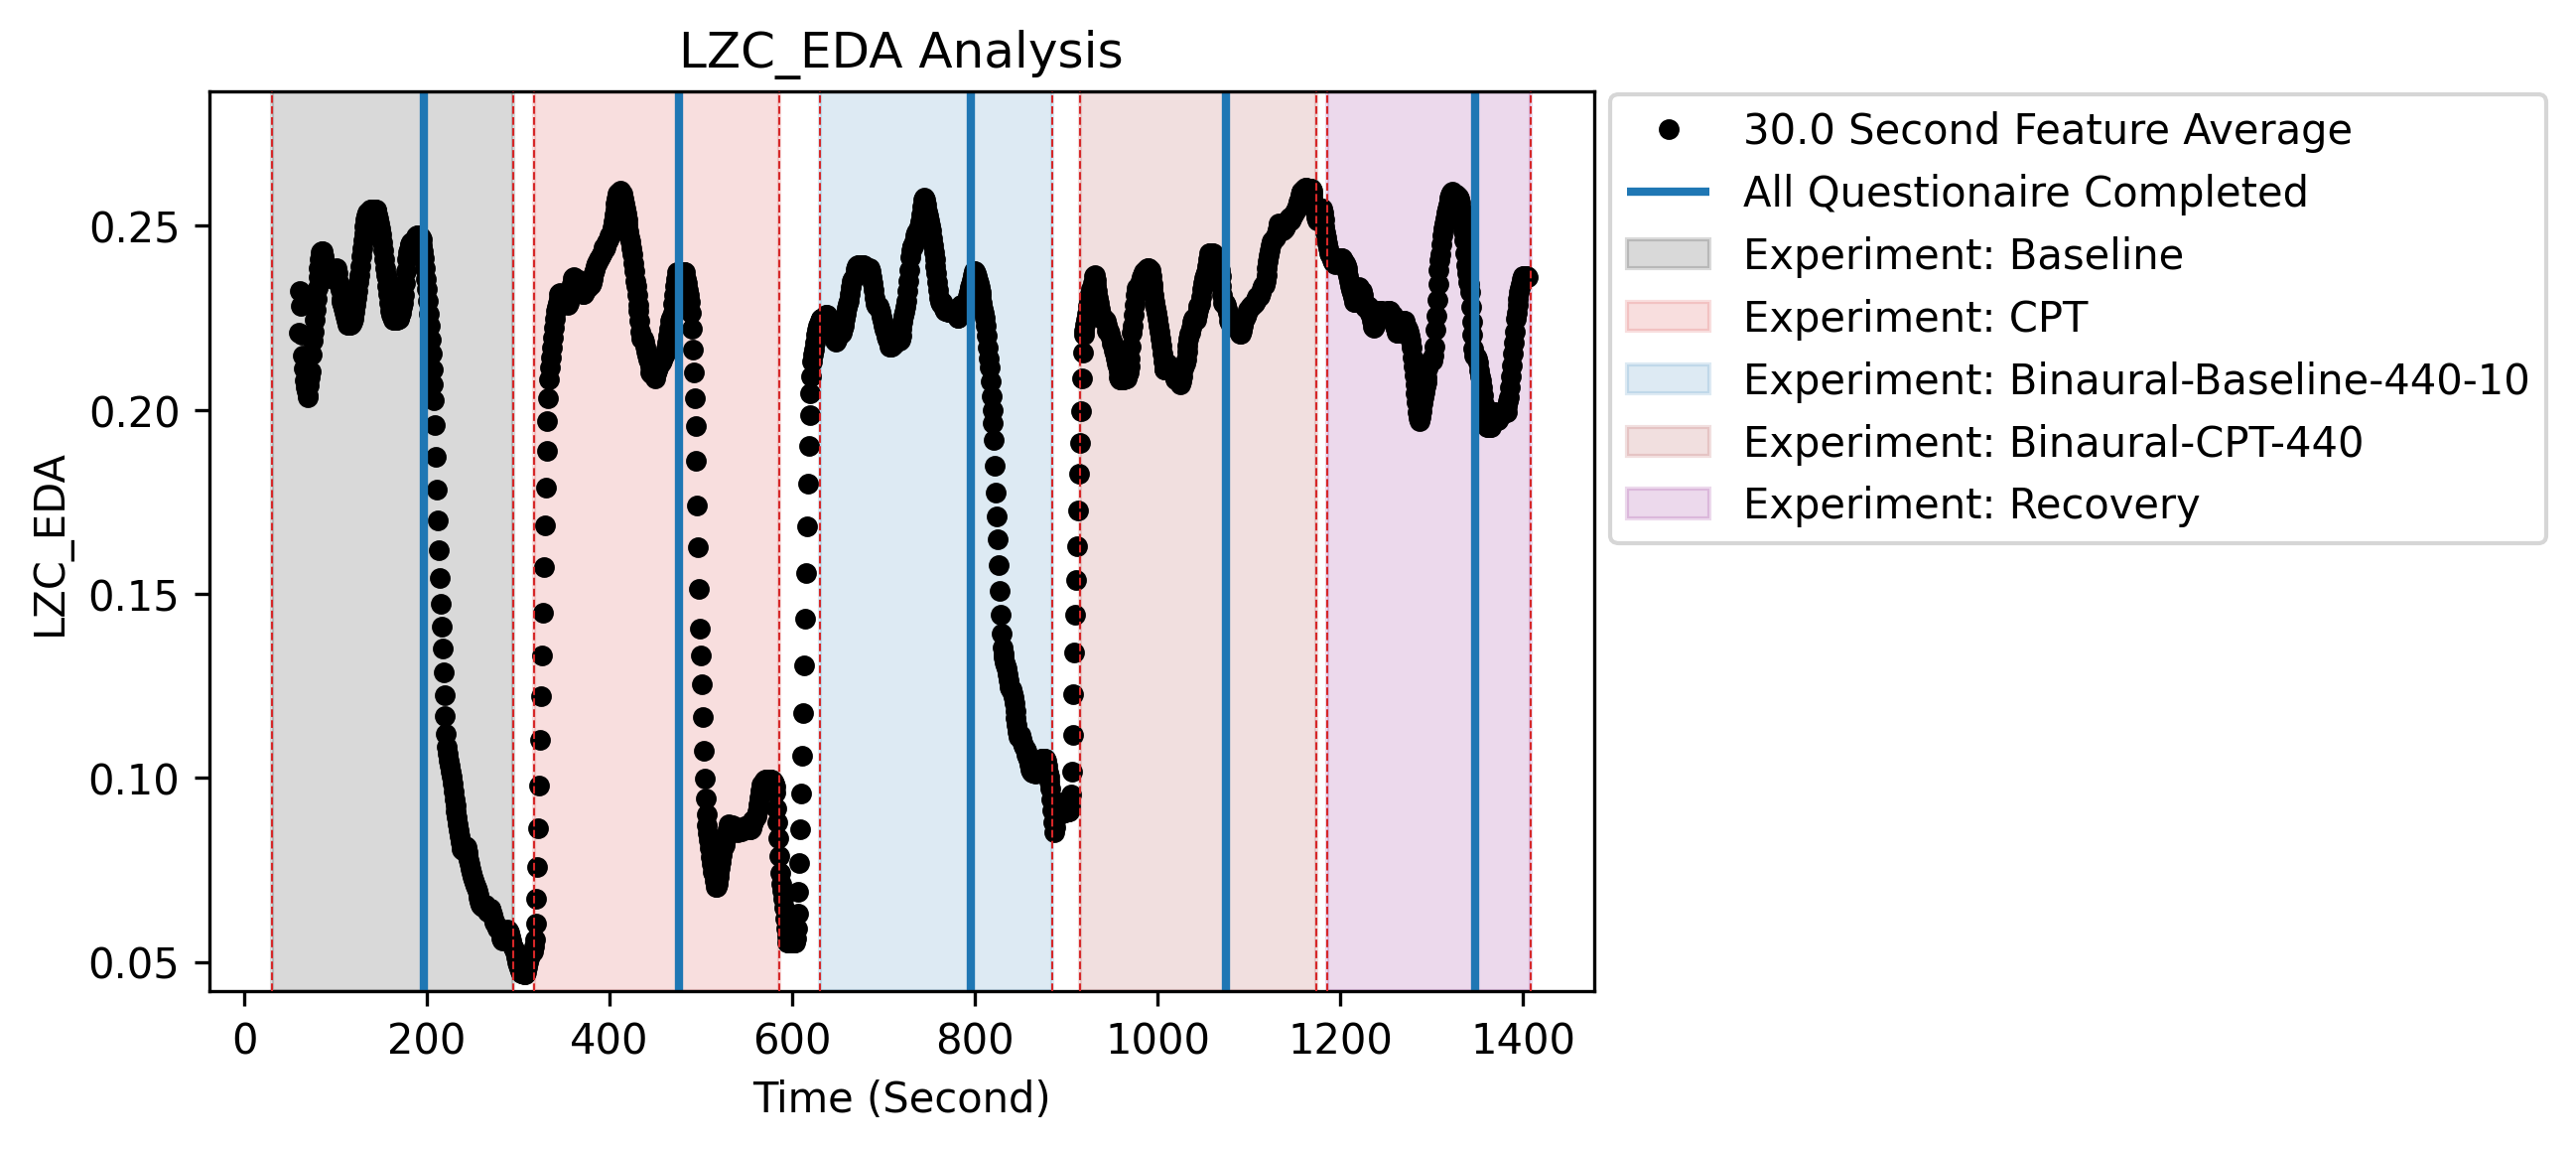 LZC_EDA Analysis
LZC_EDA
0.25
0.20
0.15
0.10
0.05
0 200 400 600 800 1000 1200 1400
Time (Second)
30.0 Second Feature Average
All Questionaire Completed
Experiment: Baseline
Experiment: CPT
Experiment: Binaural-Baseline-440-10
Experiment: Binaural-CPT-440
Experiment: Recovery